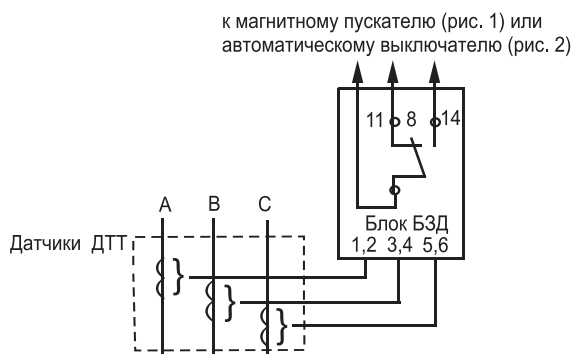 к магнитному пускателю (рис. 1) или
автоматическому выключателю (рис. 2)
11 8 14
A B C
Блок БЗД
Датчики ДТТ
1,2 3,4 5,6